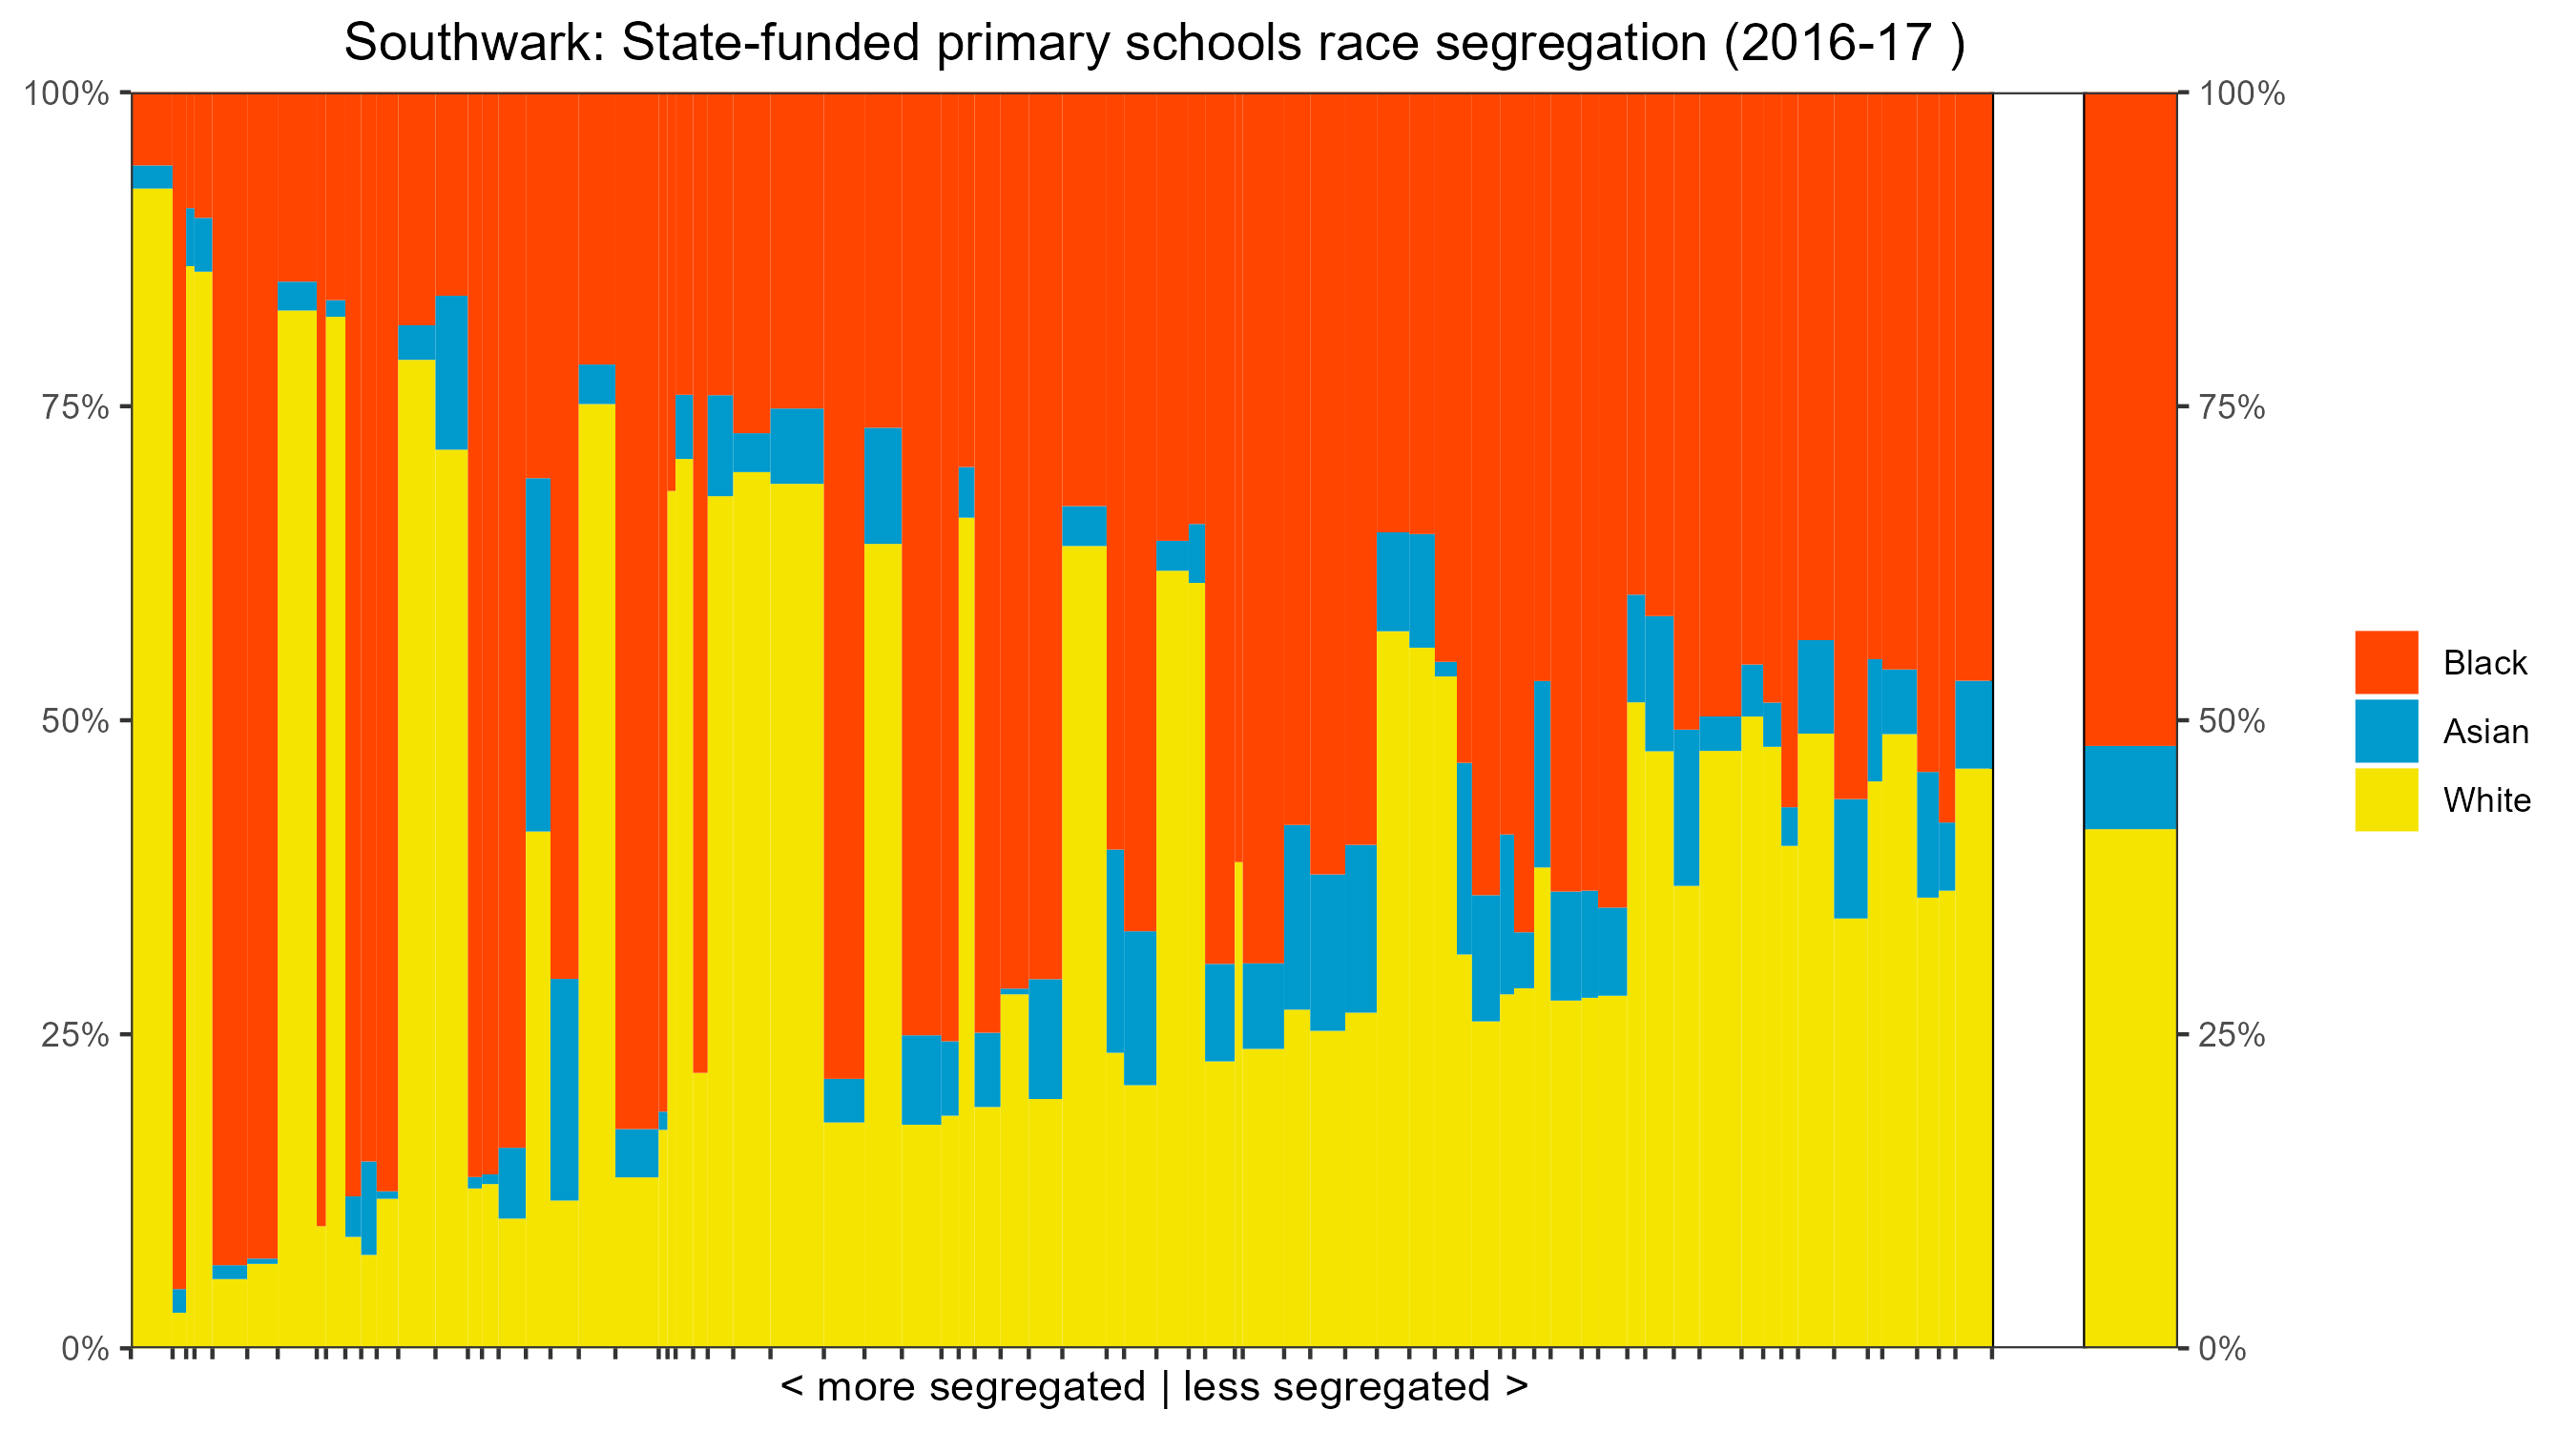 Southwark: State-funded primary schools race segregation (2016-17 )
100%
75%
50%
25%
0%
100%
75%
50%
25%
0%
Black
Asian
White
< more segregated | less segregated >